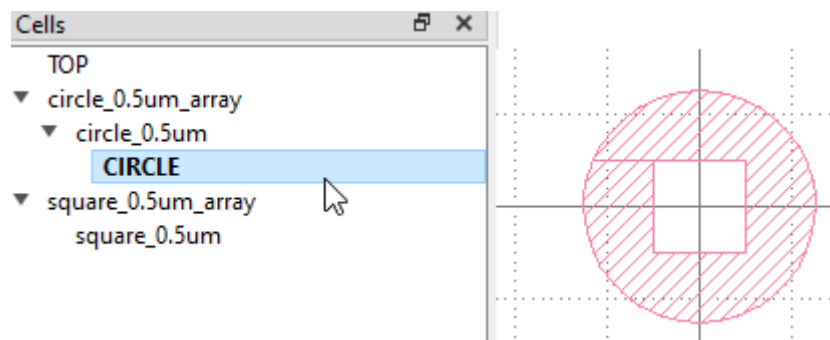 Cells
TOP
circle_0.5um_array
circle_0.5um
CIRCLE
square_0.5um_array
square_0.5um